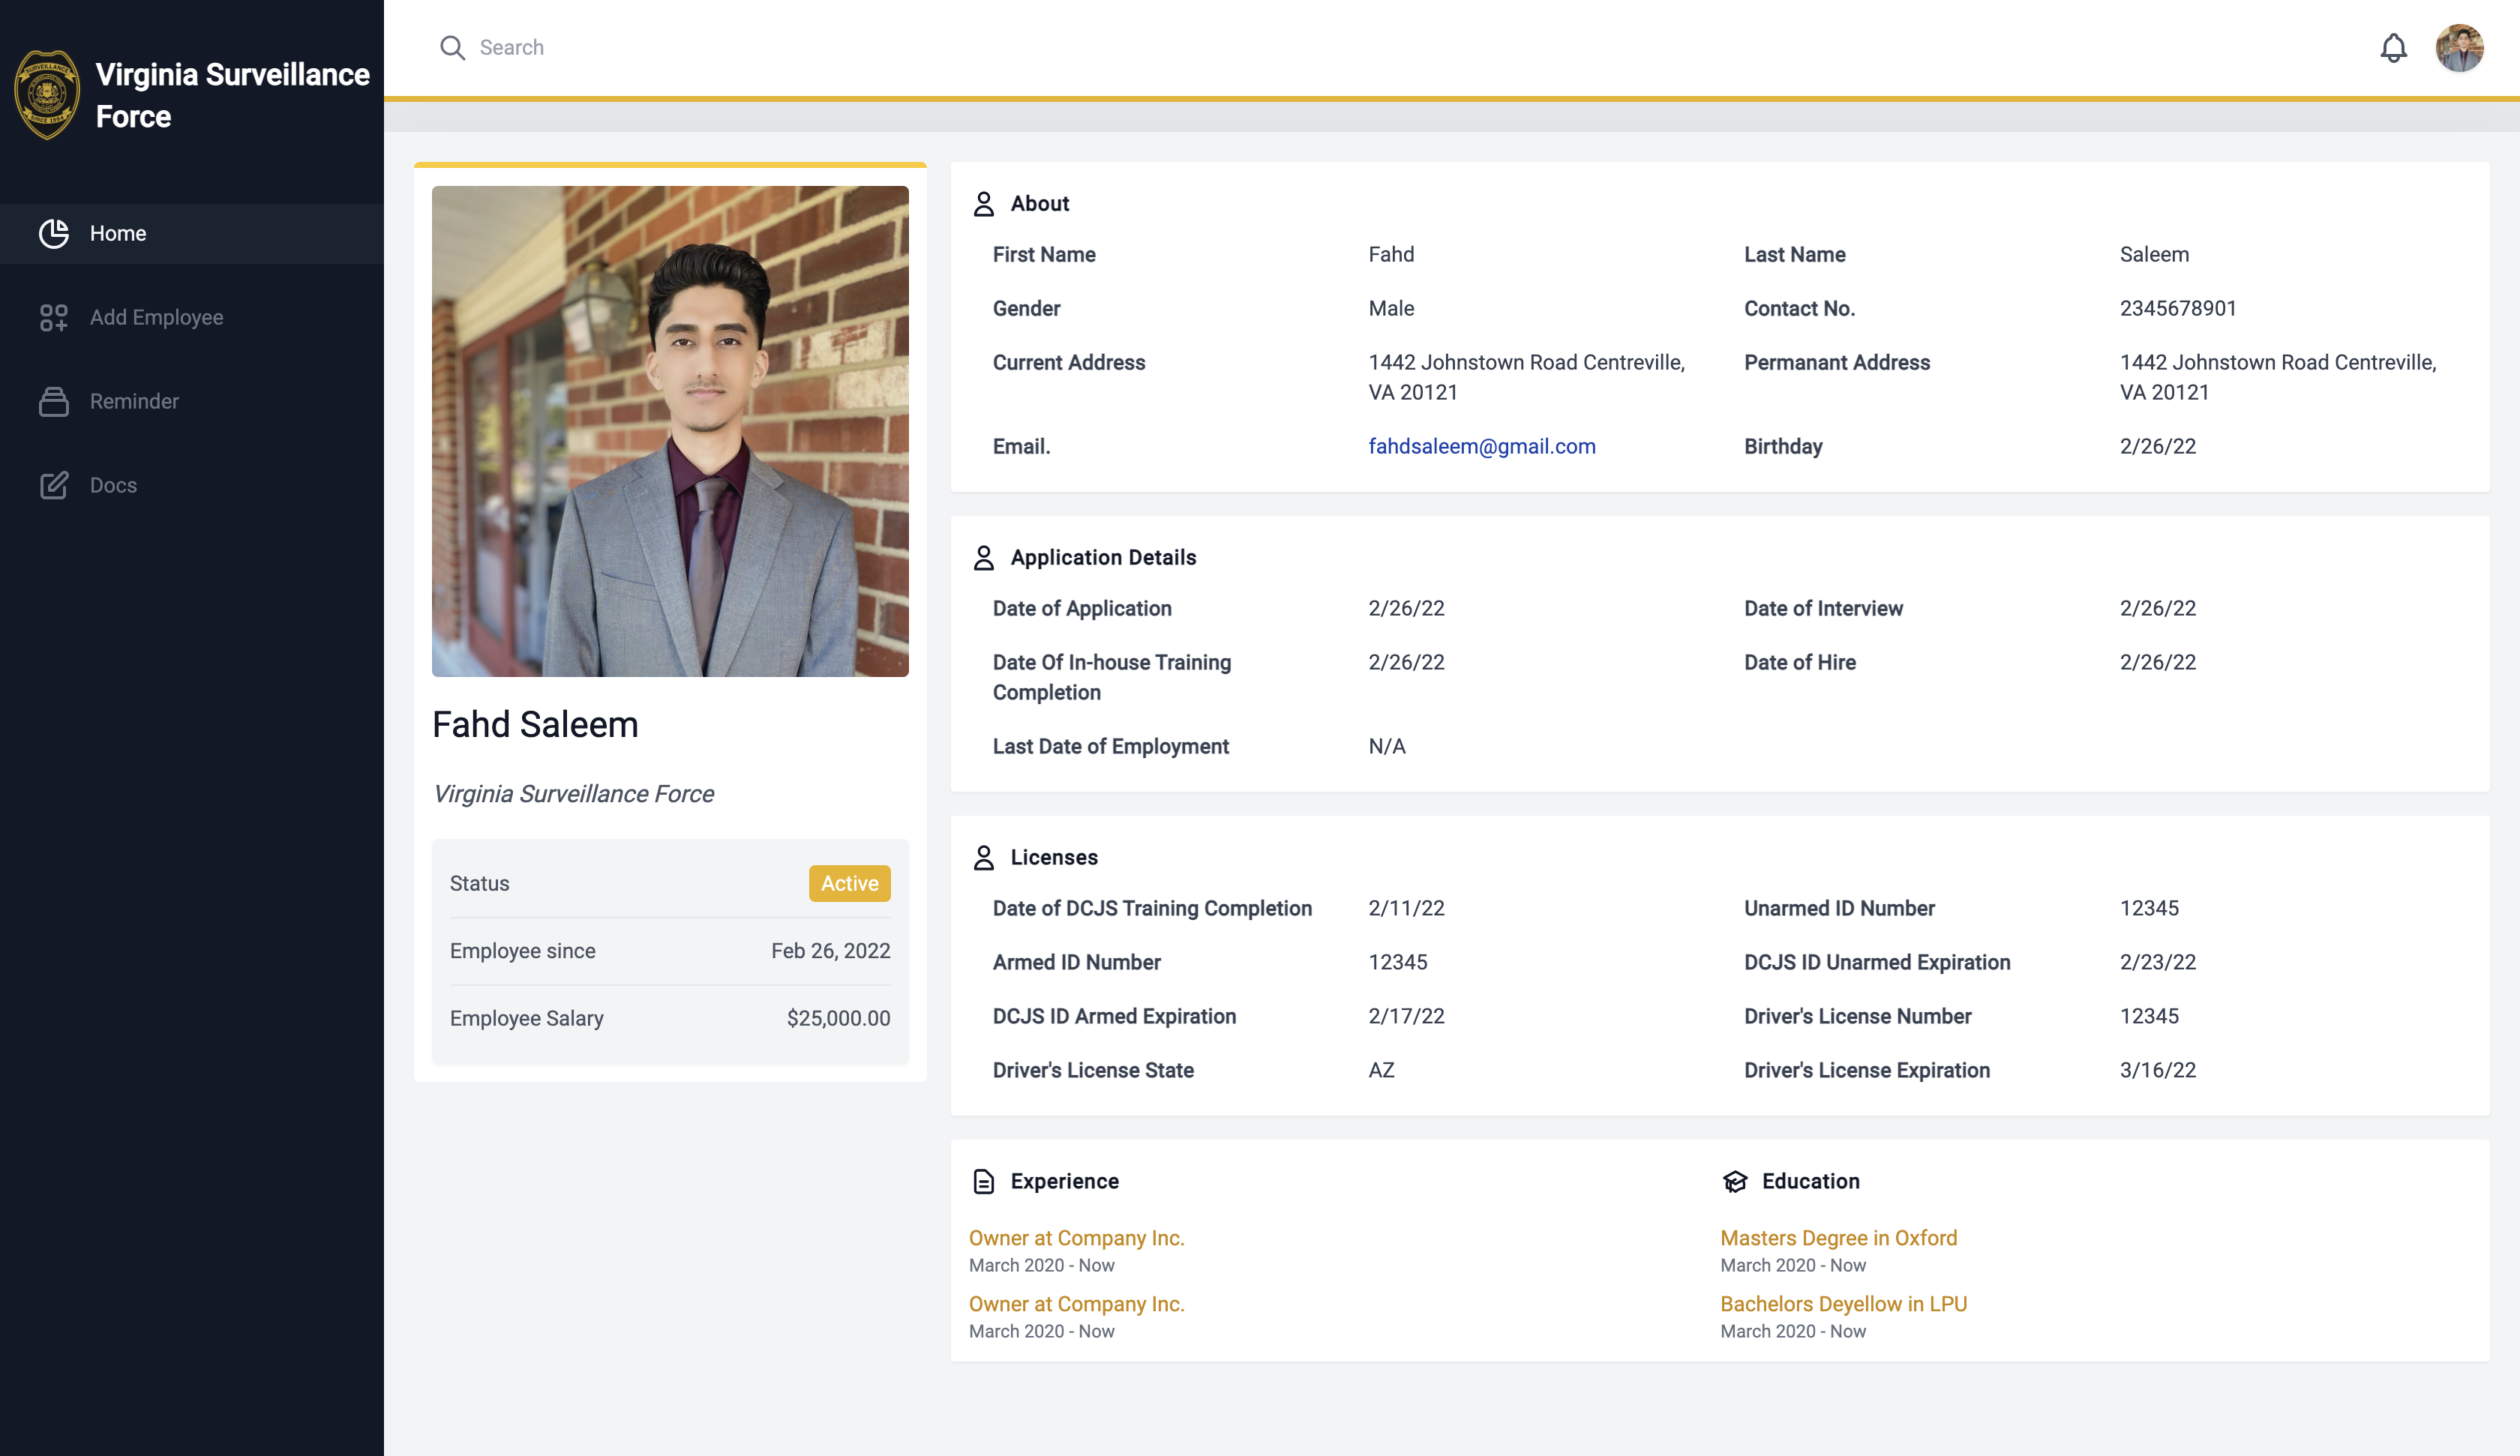 SURVEILLANCE
SINCE 1994
Virginia Surveillance
Force
Home
Add Employee
Reminder
Docs
Search
Fahd Saleem
Virginia Surveillance Force
Status Active
Employee since Feb 26, 2022
Employee Salary $25,000.00
About
First Name Fahd Last Name Saleem
Gender Male Contact No. 2345678901
Current Address 1442 Johnstown Road Centreville, Permanant Address 1442 Johnstown Road Centreville,
VA 20121 VA 20121
Email. fahdsaleem@gmail.com Birthday 2/26/22
Application Details
Date of Application 2/26/22 Date of Interview 2/26/22
Date Of In-house Training 2/26/22 Date of Hire 2/26/22
Completion
Last Date of Employment N/A
Licenses
Date of DCJS Training Completion 2/11/22 Unarmed ID Number 12345
Armed ID Number 12345 DCJS ID Unarmed Expiration 2/23/22
DCJS ID Armed Expiration 2/17/22 Driver's License Number 12345
Driver's License State AZ Driver's License Expiration 3/16/22
Experience
Owner at Company Inc.
March 2020 - Now
Owner at Company Inc.
March 2020 - Now
Education
Masters Degree in Oxford
March 2020 - Now
Bachelors Deyellow in LPU
March 2020 - Now